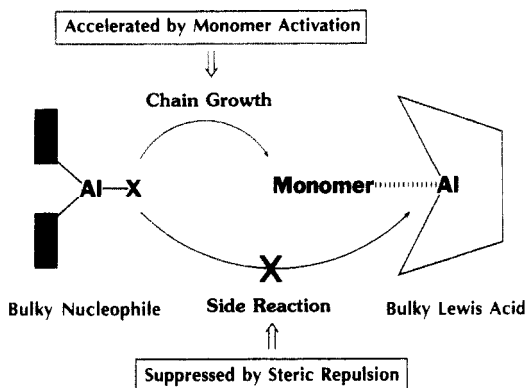 Accelerated by Monomer Activation
Chain Growth
Al—X
Monomer
Al
X
Bulky Nucleophile
Side Reaction
Bulky Lewis Acid
Suppressed by Steric Repulsion